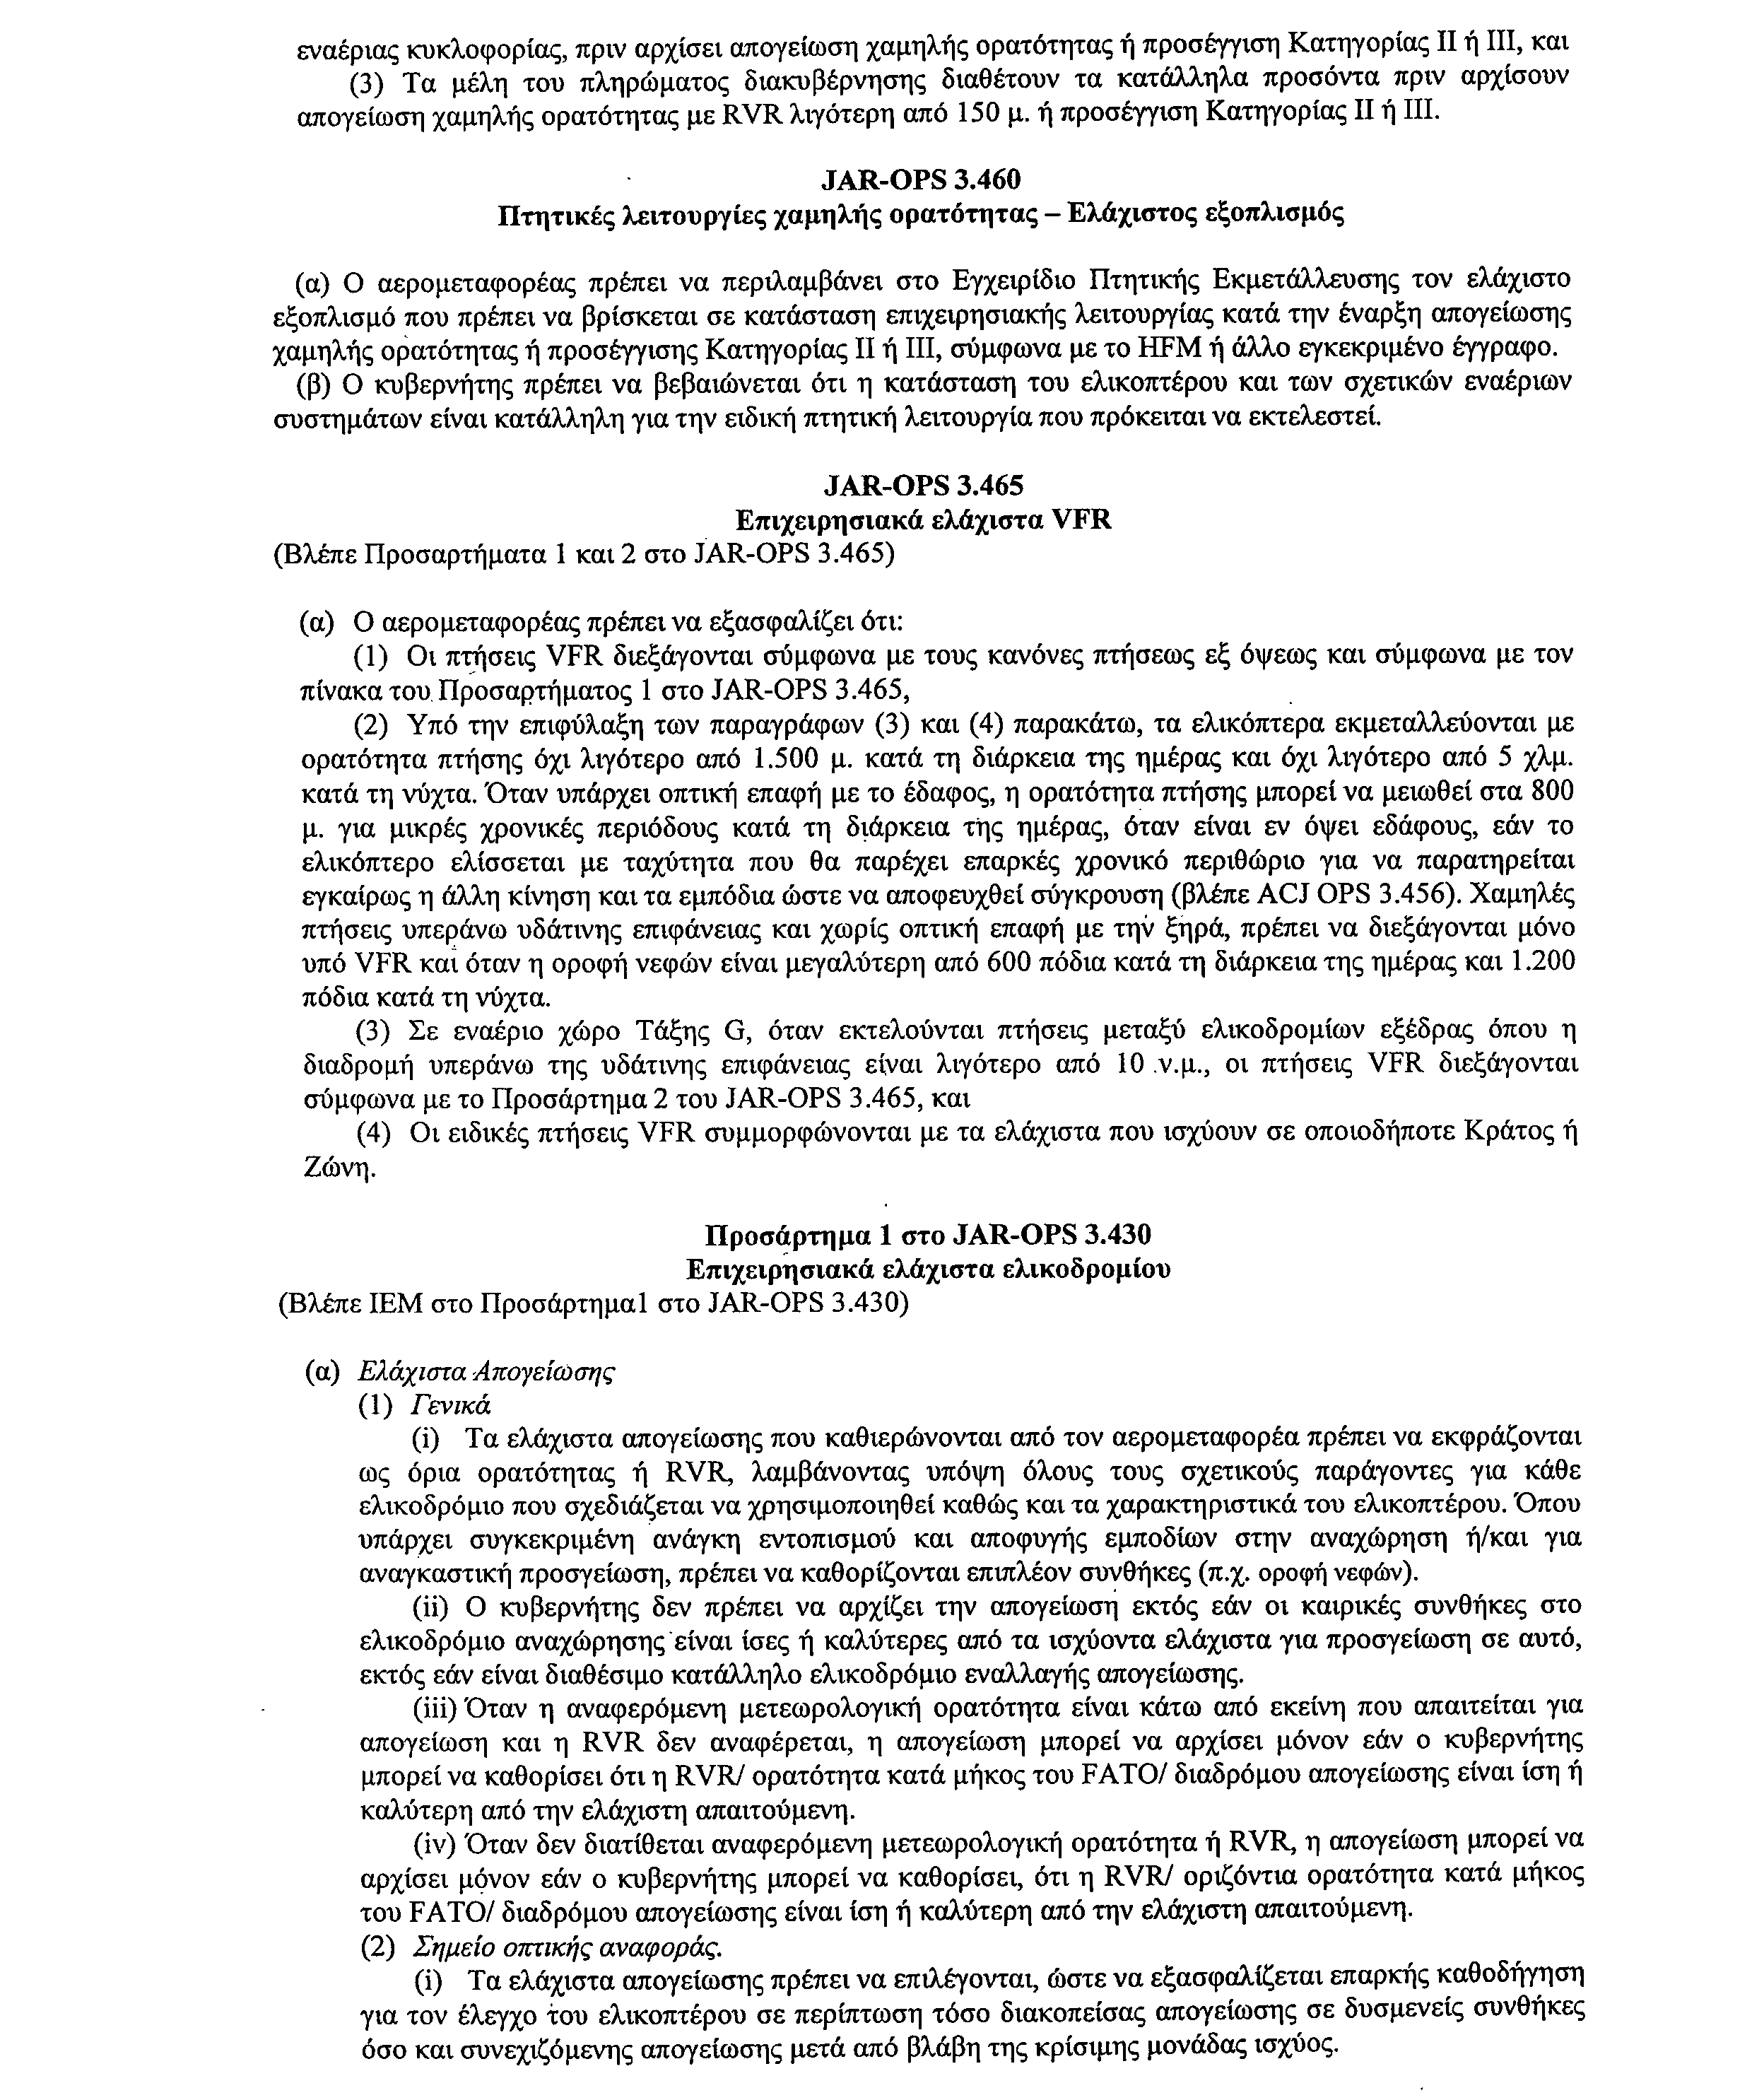 εναέριας κυκλοφορίας, πριν αρχίσει απογείωση χαμηλής ορατότητας ή προσέγγιση Κατηγορίας ΙΙ ή ΙΙΙ, και
(3) Τα μέλη του πληρώματος διακυβέρνησης διαθέτουν τα κατάλληλα προσόντα πριν αρχίσουν
απογείωση χαμηλής ορατότητας με RVR λιγότερη από 150 μ. ή προσέγγιση Κατηγορίας ΙΙ ή ΙΙΙ.
JAR-OPS 3.460
Πτητικές λειτουργίες χαμηλής ορατότητας – Ελάχιστος εξοπλισμός
(α) Ο αερομεταφορέας πρέπει να περιλαμβάνει στο Εγχειρίδιο Πτητικής Εκμετάλλευσης τον ελάχιστο
εξοπλισμό που πρέπει να βρίσκεται σε κατάσταση επιχειρησιακής λειτουργίας κατά την έναρξη απογείωσης
χαμηλής ορατότητας ή προσέγγισης Κατηγορίας ΙΙ ή ΙΙΙ, σύμφωνα με το HFM ή άλλο εγκεκριμένο έγγραφο.
(β) Ο κυβερνήτης πρέπει να βεβαιώνεται ότι η κατάσταση του ελικοπτέρου και των σχετικών εναέριων
συστημάτων είναι κατάλληλη για την ειδική πτητική λειτουργία που πρόκειται να εκτελεστεί.
JAR-OPS 3.465
Επιχειρησιακά ελάχιστα VFR
(Βλέπε Προσαρτήματα 1 και 2 στο JAR-OPS 3.465)
(α) Ο αερομεταφορέας πρέπει να εξασφαλίζει ότι:
(1) Οι πτήσεις VFR διεξάγονται σύμφωνα με τους κανόνες πτήσεως εξ όψεως και σύμφωνα με τον
πίνακα του Προσαρτήματος 1 στο JAR-OPS 3.465,
(2) Υπό την επιφύλαξη των παραγράφων (3) και (4) παρακάτω, τα ελικόπτερα εκμεταλλεύονται με
ορατότητα πτήσης όχι λιγότερο από 1.500 μ. κατά τη διάρκεια της ημέρας και όχι λιγότερο από 5 χλμ.
κατά τη νύχτα. Όταν υπάρχει οπτική επαφή με το έδαφος, η ορατότητα πτήσης μπορεί να μειωθεί στα 800
μ. για μικρές χρονικές περιόδους κατά τη διάρκεια της ημέρας, όταν είναι εν όψει εδάφους, εάν το
ελικόπτερο ελίσσεται με ταχύτητα που θα παρέχει επαρκές χρονικό περιθώριο για να παρατηρείται
εγκαίρως η άλλη κίνηση και τα εμπόδια ώστε να αποφευχθεί σύγκρουση (βλέπε ACJ OPS 3.456). Χαμηλές
πτήσεις υπεράνω υδάτινης επιφάνειας και χωρίς οπτική επαφή με την ξηρά, πρέπει να διεξάγονται μόνο
υπό VFR και όταν η οροφή νεφών είναι μεγαλύτερη από 600 πόδια κατά τη διάρκεια της ημέρας και 1.200
πόδια κατά τη νύχτα.
(3) Σε εναέριο χώρο Τάξης G, όταν εκτελούνται πτήσεις μεταξύ ελικοδρομίων εξέδρας όπου η
διαδρομή υπεράνω της υδάτινης επιφάνειας είναι λιγότερο από 10 ν.μ., οι πτήσεις VFR διεξάγονται
σύμφωνα με το Προσάρτημα 2 του JAR-OPS 3.465, και
(4) Οι ειδικές πτήσεις VFR συμμορφώνονται με τα ελάχιστα που ισχύουν σε οποιοδήποτε Κράτος ή
Ζώνη.
Προσάρτημα 1 στο JAR-OPS 3.430
Επιχειρησιακά ελάχιστα ελικοδρομίου
(Βλέπε ΙΕΜ στο Προσάρτημα1 στο JAR-OPS 3.430)
(α) Ελάχιστα Απογείωσης
(1) Γενικά
(i) Τα ελάχιστα απογείωσης που καθιερώνονται από τον αερομεταφορέα πρέπει να εκφράζονται
ως όρια ορατότητας ή RVR, λαμβάνοντας υπόψη όλους τους σχετικούς παράγοντες για κάθε
ελικοδρόμιο που σχεδιάζεται να χρησιμοποιηθεί καθώς και τα χαρακτηριστικά του ελικοπτέρου. Όπου
υπάρχει συγκεκριμένη ανάγκη εντοπισμού και αποφυγής εμποδίων στην αναχώρηση ή/και για
αναγκαστική προσγείωση, πρέπει να καθορίζονται επιπλέον συνθήκες (π.χ. οροφή νεφών).
(ii) Ο κυβερνήτης δεν πρέπει να αρχίζει την απογείωση εκτός εάν οι καιρικές συνθήκες στο
ελικοδρόμιο αναχώρησης είναι ίσες ή καλύτερες από τα ισχύοντα ελάχιστα για προσγείωση σε αυτό,
εκτός εάν είναι διαθέσιμο κατάλληλο ελικοδρόμιο εναλλαγής απογείωσης.
(iii) Όταν η αναφερόμενη μετεωρολογική ορατότητα είναι κάτω από εκείνη που απαιτείται για
απογείωση και η RVR δεν αναφέρεται, η απογείωση μπορεί να αρχίσει μόνον εάν ο κυβερνήτης
μπορεί να καθορίσει ότι η RVR/ ορατότητα κατά μήκος του FATO/ διαδρόμου απογείωσης είναι ίση ή
καλύτερη από την ελάχιστη απαιτούμενη.
(iv) Όταν δεν διατίθεται αναφερόμενη μετεωρολογική ορατότητα ή RVR, η απογείωση μπορεί να
αρχίσει μόνον εάν ο κυβερνήτης μπορεί να καθορίσει, ότι η RVR/ οριζόντια ορατότητα κατά μήκος
του FATO/ διαδρόμου απογείωσης είναι ίση ή καλύτερη από την ελάχιστη απαιτούμενη.
(2) Σημείο οπτικής αναφοράς.
(i) Τα ελάχιστα απογείωσης πρέπει να επιλέγονται, ώστε να εξασφαλίζεται επαρκής καθοδήγηση
για τον έλεγχο του ελικοπτέρου σε περίπτωση τόσο διακοπείσας απογείωσης σε δυσμενείς συνθήκες
όσο και συνεχιζόμενης απογείωσης μετά από βλάβη της κρίσιμης μονάδας ισχύος.